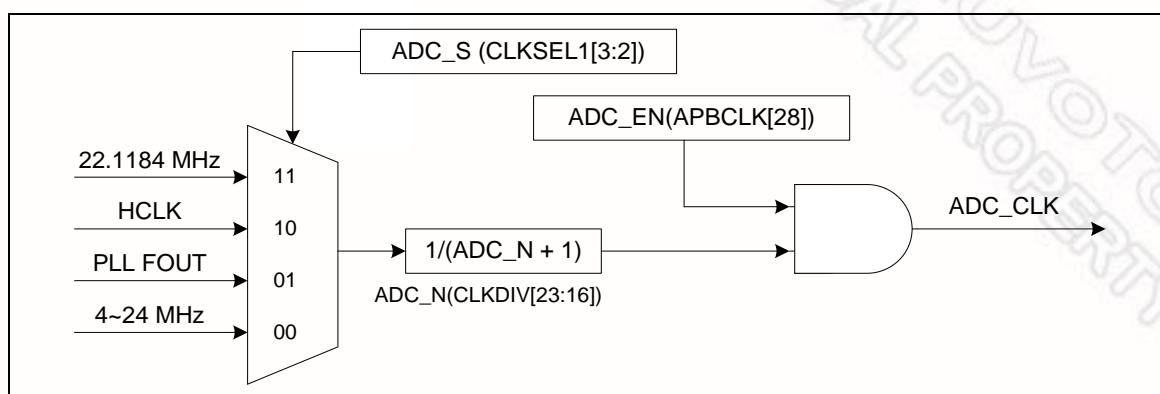 ADC_S (CLKSEL1[3:2])
ADC_EN(APBCLK[28])
22.1184 MHz
11
HCLK
10
ADC_CLK
1/(ADC_N + 1)
PLL FOUT
01
ADC_N(CLKDIV[23:16])
4~24 MHz
00